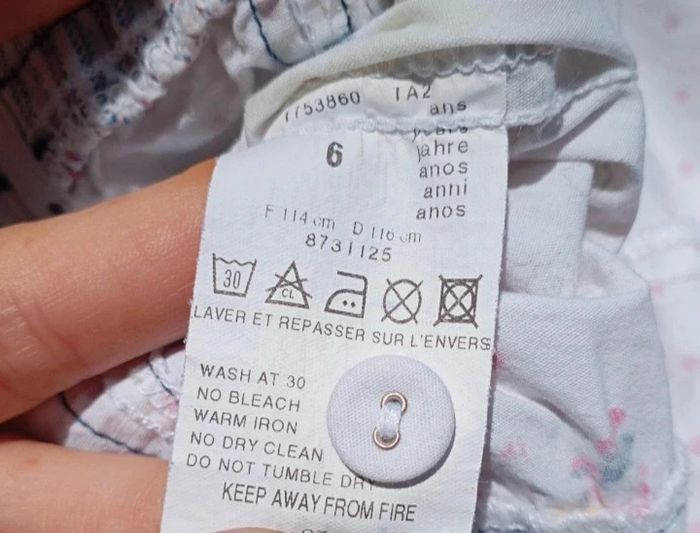 7753860 TA2
ans
years
6 Jahre
anos
anni
anos
F 114 cm D 116 cm
8731125
30 CL
LAVER ET REPASSER SUR L'ENVERS
WASH AT 30
NO BLEACH
WARM IRON
NO DRY CLEAN
DO NOT TUMBLE DRY
KEEP AWAY FROM FIRE